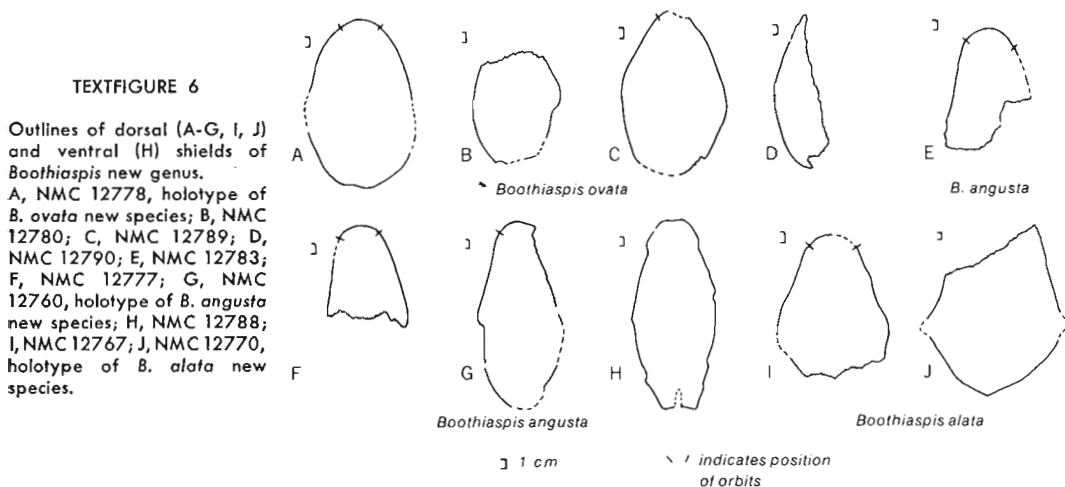 TEXTFIGURE 6
Outlines of dorsal (A-G, I, J)
and ventral (H) shields of
Boothiaspis new genus.
A, NMC 12778, holotype of
B. ovata new species; B, NMC
12780; C, NMC 12789; D,
NMC 12790; E, NMC 12783;
F, NMC 12777; G, NMC
12760, holotype of B. angusta
new species; H, NMC 12788;
I, NMC 12767; J, NMC 12770,
holotype of B. alata new
species.
A
B
C
D
E
Boothiaspis ovata
B. angusta
F
G
H
I
J
Boothiaspis angusta
Boothiaspis alata
1 cm
indicates position
of orbits